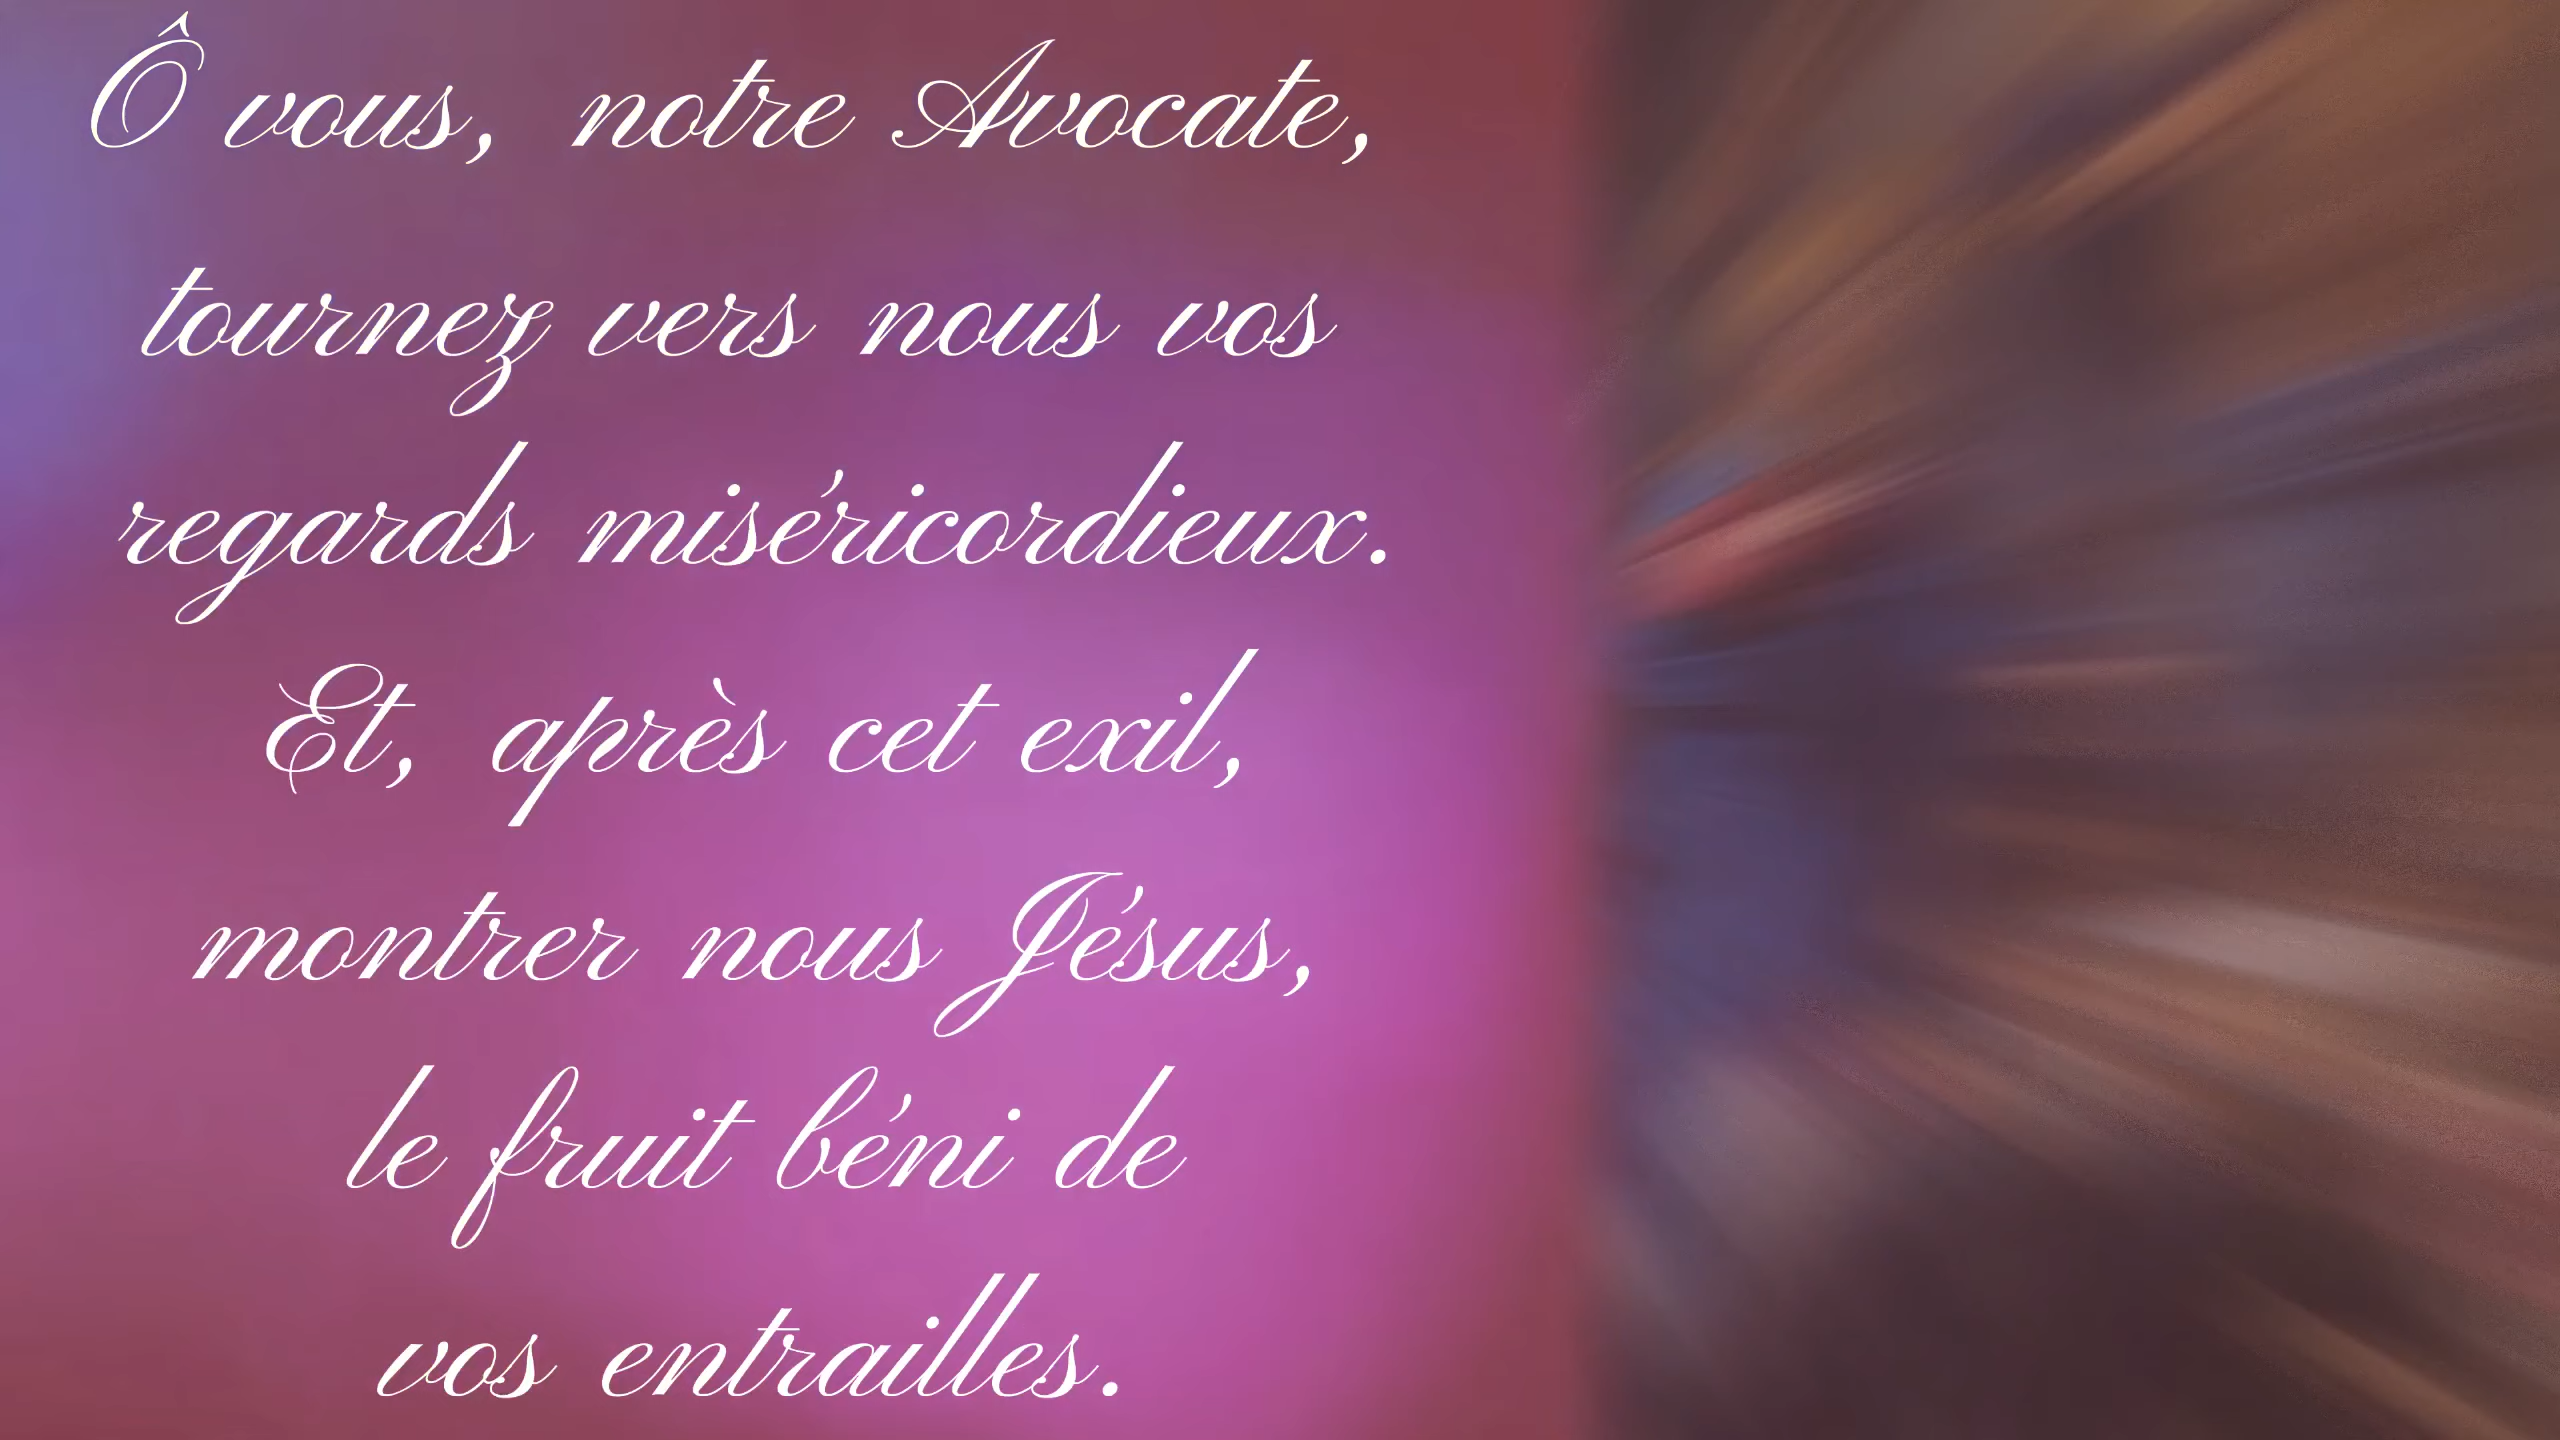 Ô vous, notre Avocate,
tournez vers nous vos
regards miséricordieux.
Et, après cet exil,
montrer nous Jésus,
le fruit béni de
vos entrailles.